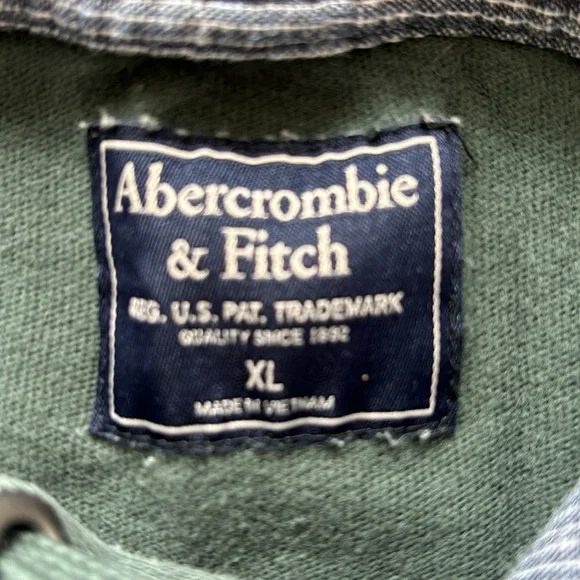 Abercrombie
& Fitch
REG. U.S. PAT. TRADEMARK
QUALITY SINCE 1892
XL
MADE IN VIETNAM